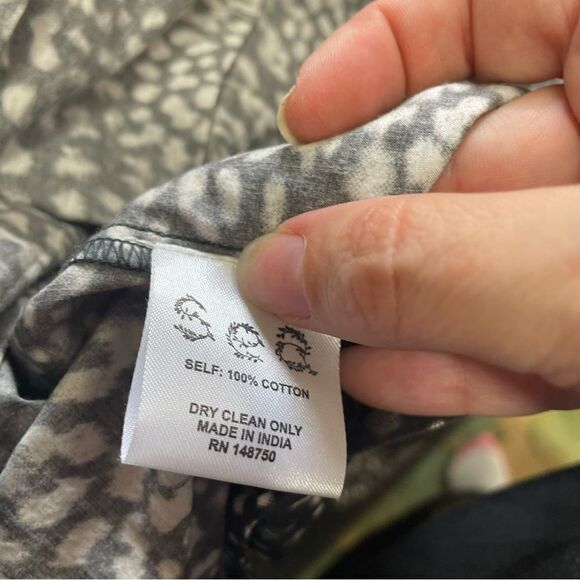 SELF: 100% COTTON
DRY CLEAN ONLY
MADE IN INDIA
RN 148750